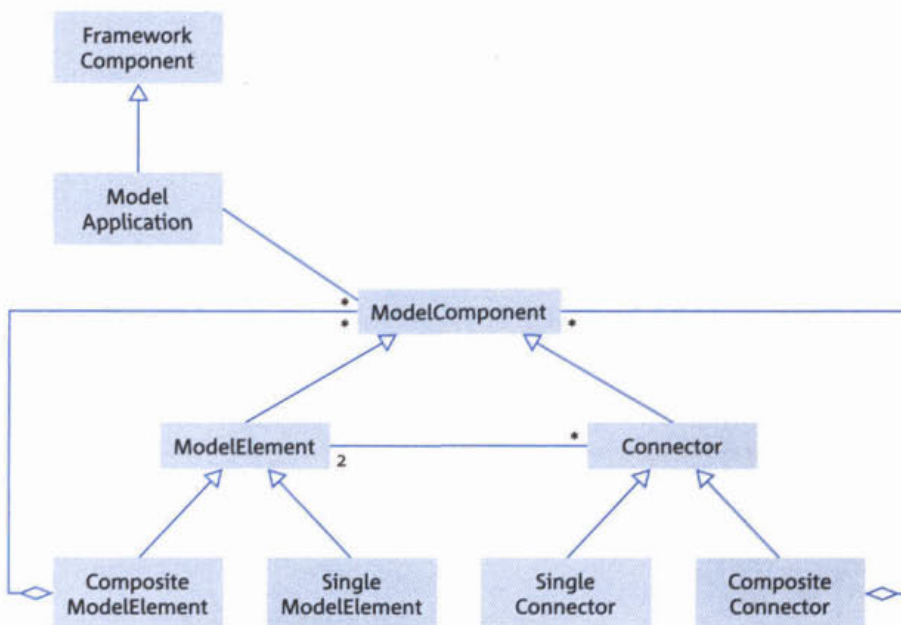 Framework
Component
Model
Application
*
*
ModelComponent
*
ModelElement
2
*
Connector
Composite
ModelElement
Single
ModelElement
Single
Connector
Composite
Connector